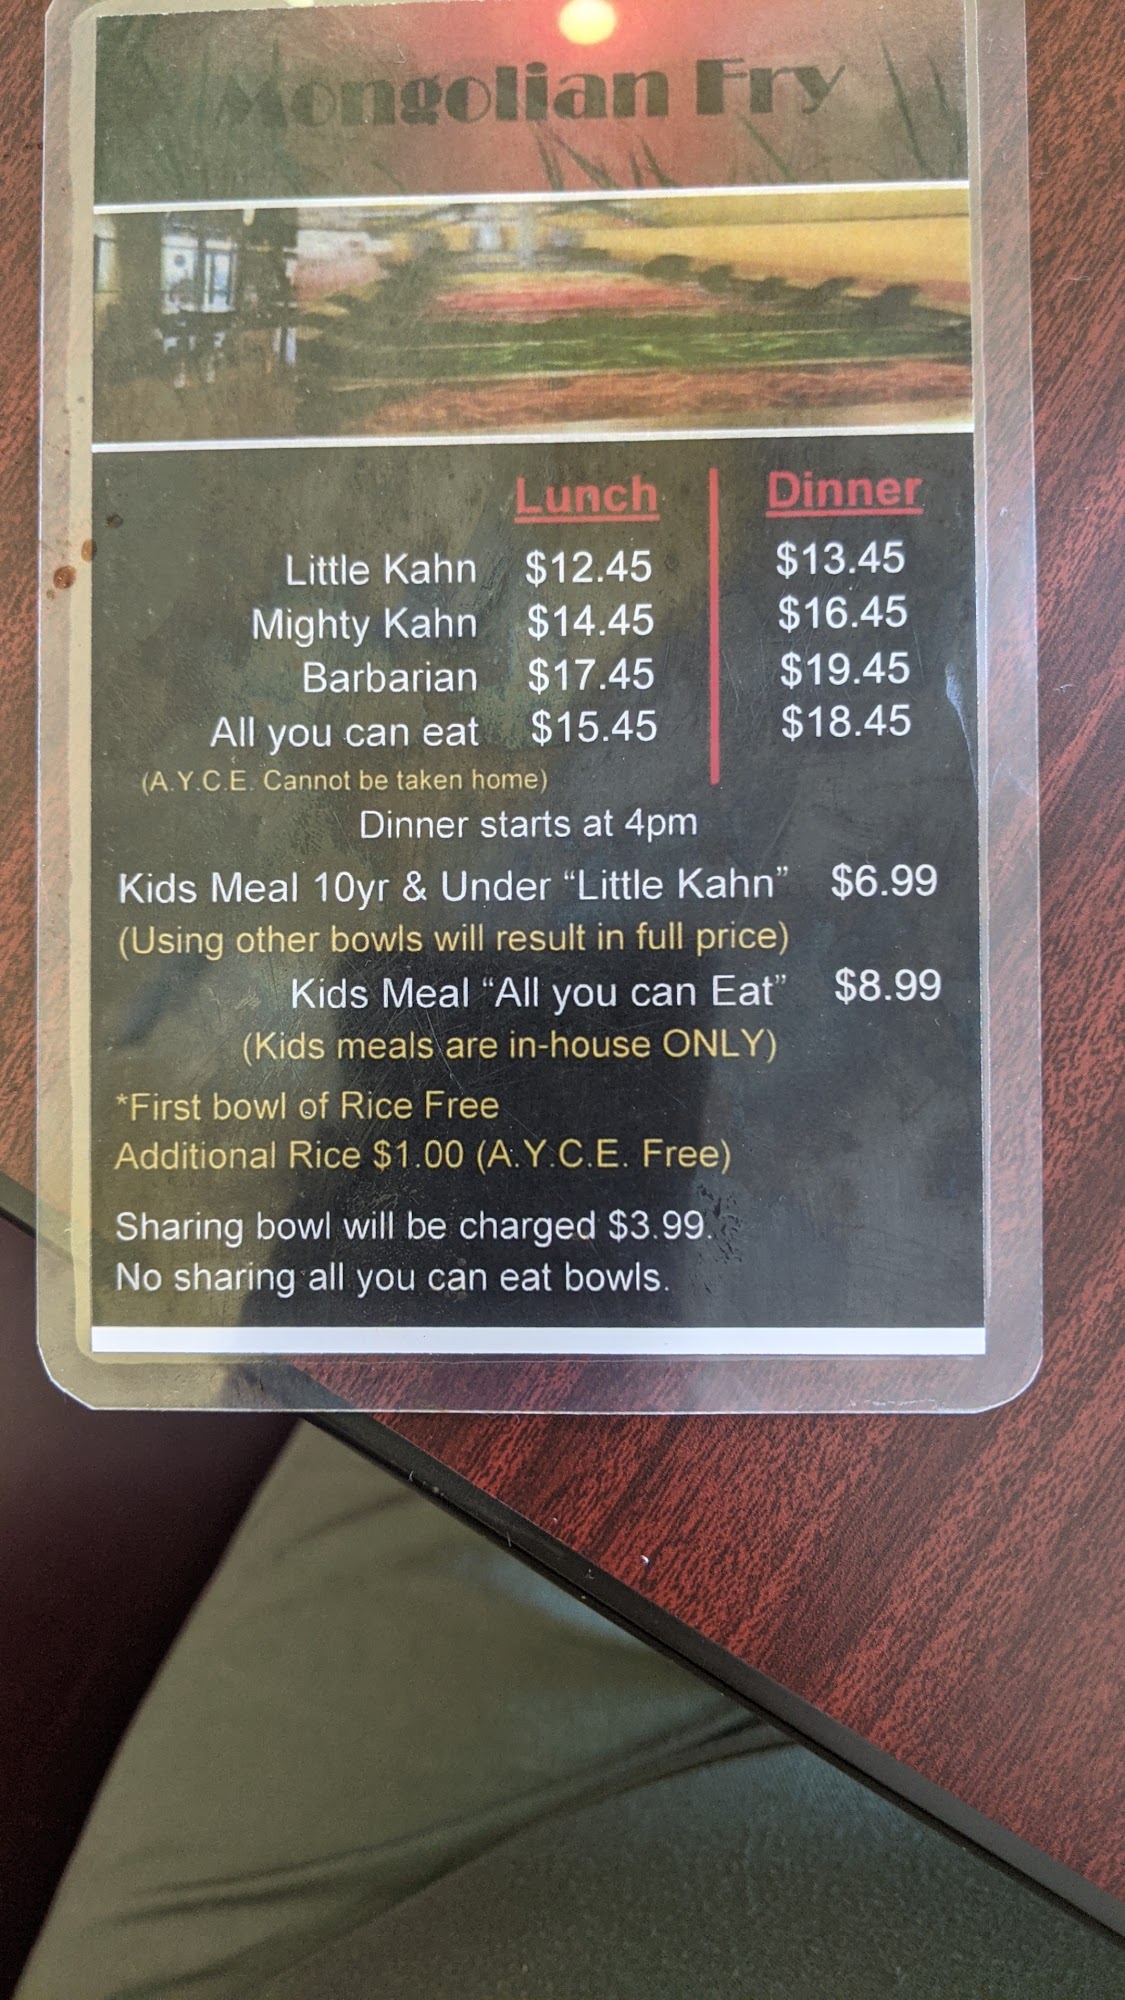 Mongolian Fry
Lunch Dinner
Little Kahn $12.45 $13.45
Mighty Kahn $14.45 $16.45
Barbarian $17.45 $19.45
All you can eat $15.45 $18.45
(A.Y.C.E. Cannot be taken home)
Dinner starts at 4pm
Kids Meal 10yr & Under “Little Kahn” $6.99
(Using other bowls will result in full price)
Kids Meal “All you can Eat” $8.99
(Kids meals are in-house ONLY)
*First bowl of Rice Free
Additional Rice $1.00 (A.Y.C.E. Free)
Sharing bowl will be charged $3.99.
No sharing all you can eat bowls.